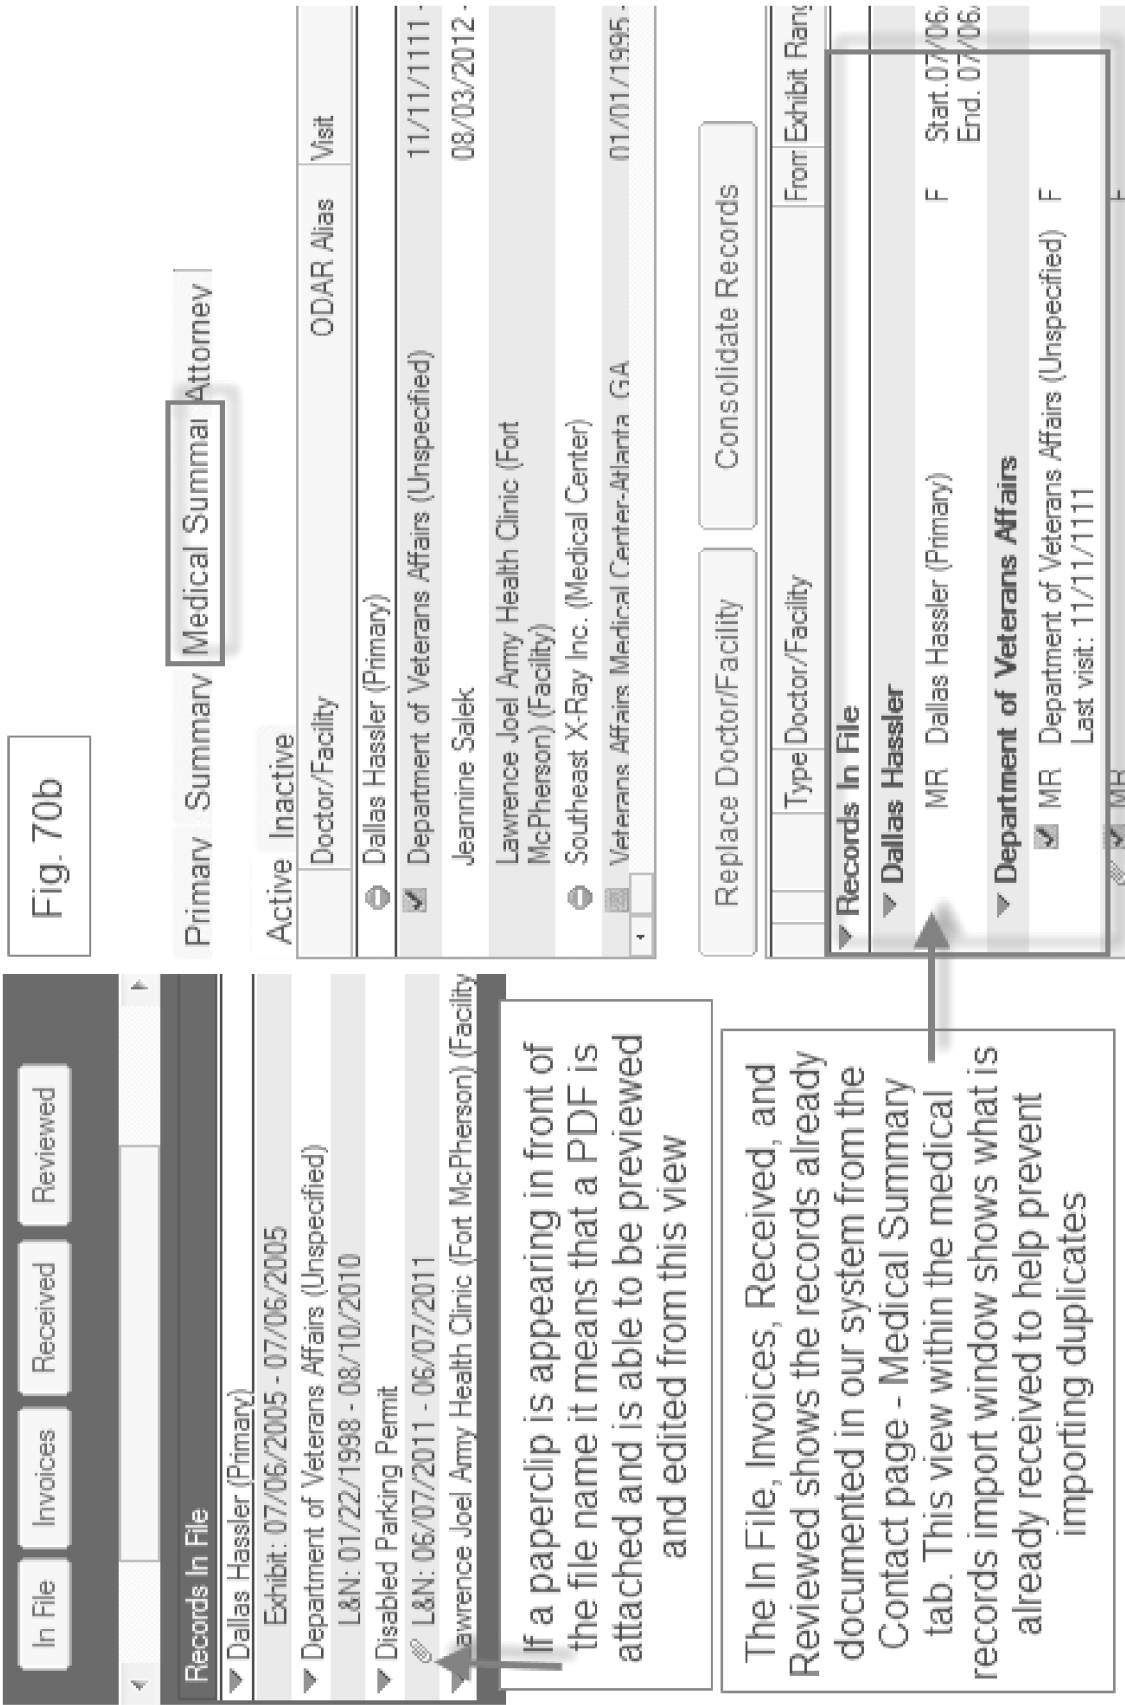 Fig. 70b
In File
Invoices
Received
Reviewed
Records In File
Dallas Hassler (Primary)
Exhibit: 07/06/2005 - 07/06/2005
Department of Veterans Affairs (Unspecified)
L&N: 01/22/1998 - 08/10/2010
Disabled Parking Permit
L&N: 06/07/2011 - 06/07/2011
awrence Joel Army Health Clinic (Fort McPherson) (Facility
If a paperclip is appearing in front of
the file name it means that a PDF is
attached and is able to be previewed
and edited from this view
The In File, Invoices, Received, and
Reviewed shows the records already
documented in our system from the
Contact page - Medical Summary
tab. This view within the medical
records import window shows what is
already received to help prevent
importing duplicates
Primary Summary Medical Summar Attorney
Active Inactive
Doctor/Facility ODAR Alias Visit
Dallas Hassler (Primary)
Department of Veterans Affairs (Unspecified) 11/11/1111 -
Jeannine Salek 08/03/2012 -
Lawrence Joel Army Health Clinic (Fort
McPherson) (Facility)
Southeast X-Ray Inc. (Medical Center)
Veterans Affairs Medical Center-Atlanta, GA 01/01/1995 -
Replace Doctor/Facility
Consolidate Records
Type Doctor/Facility From Exhibit Rang
Records In File
Dallas Hassler
MR Dallas Hassler (Primary) F Start.07/06/
End. 07/06/
Department of Veterans Affairs
MR Department of Veterans Affairs (Unspecified) F
Last visit: 11/11/1111
MR F